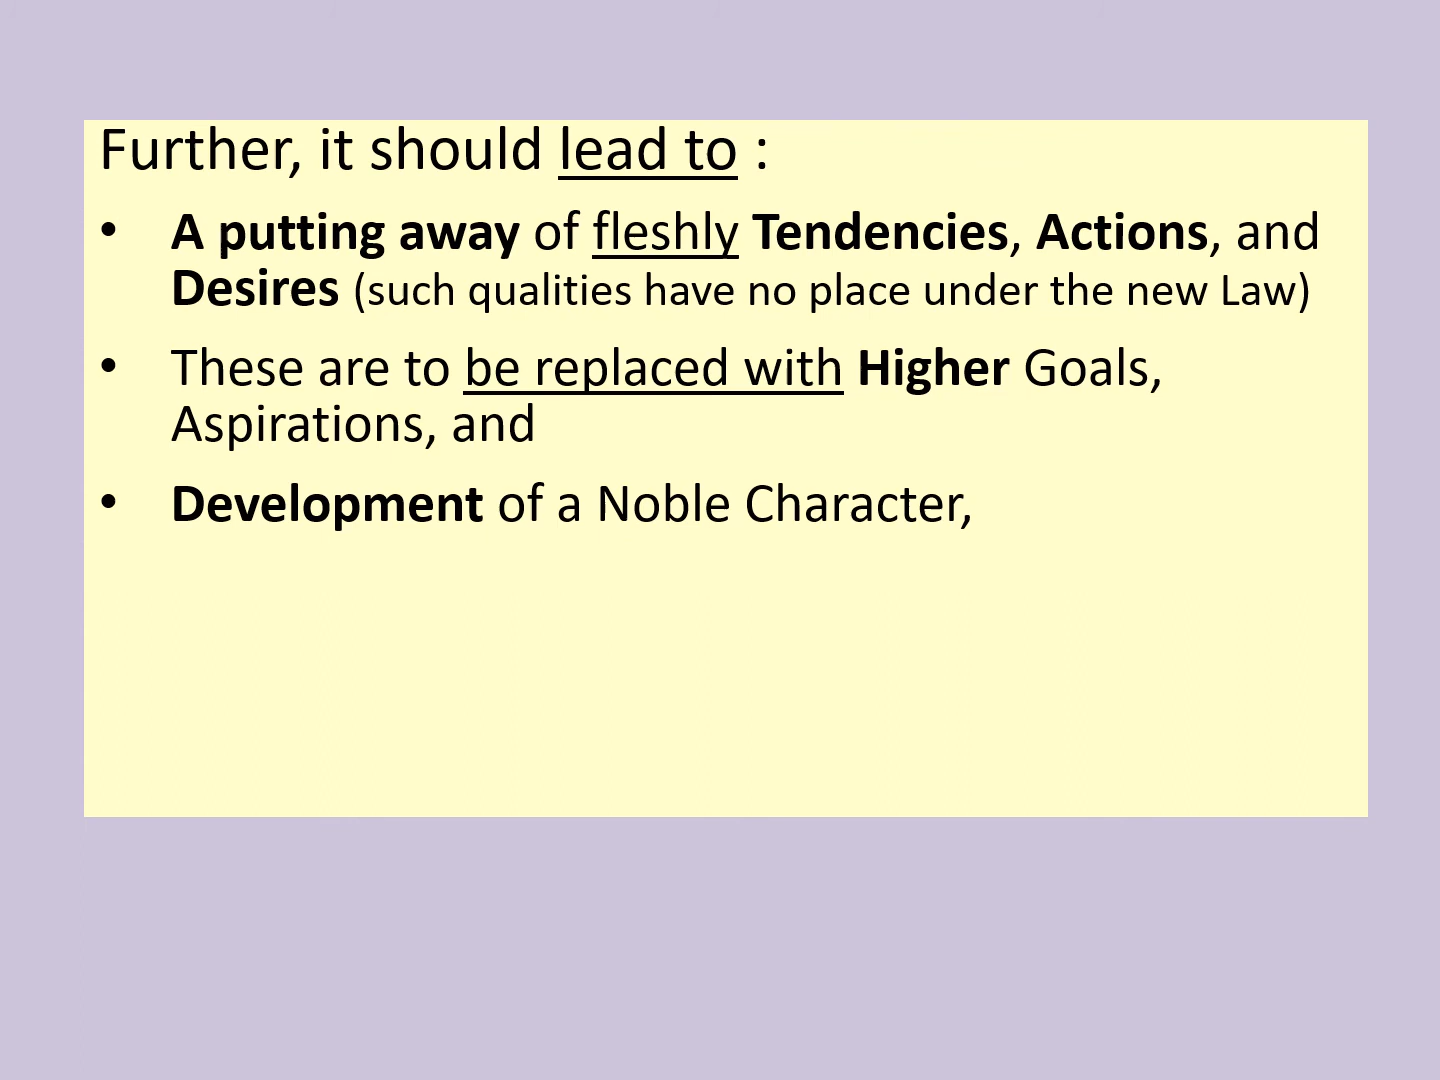 Further, it should lead to :
• A putting away of fleshly Tendencies, Actions, and
Desires (such qualities have no place under the new Law)
• These are to be replaced with Higher Goals,
Aspirations, and
• Development of a Noble Character,